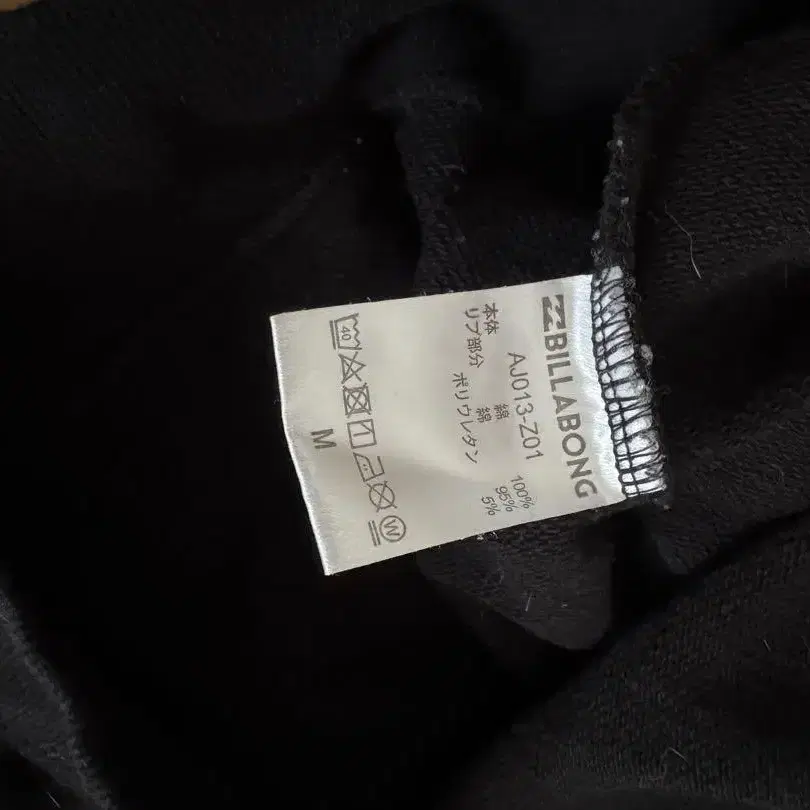 BILLABONG
AJ013-Z01
本体 綿 100%
リブ部分 綿 95%
ポリウレタン 5%
40
W
M